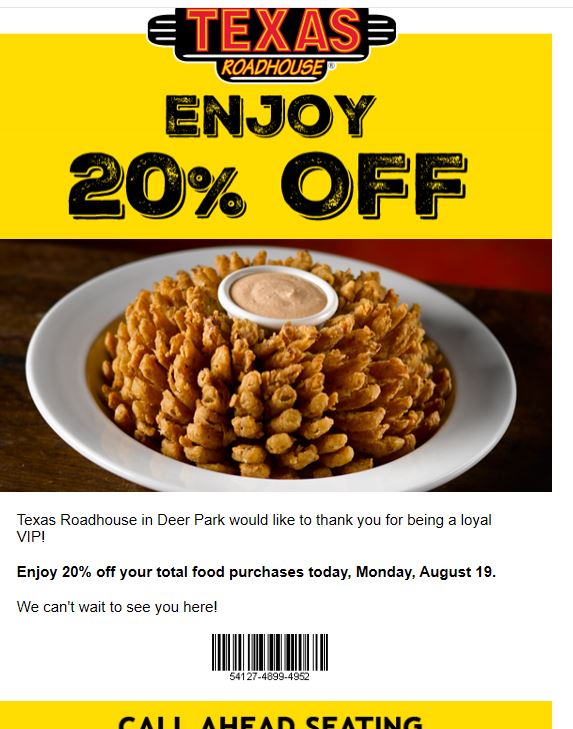 TEXAS
ROADHOUSE®
ENJOY
20% OFF
Texas Roadhouse in Deer Park would like to thank you for being a loyal
VIP!
Enjoy 20% off your total food purchases today, Monday, August 19.
We can't wait to see you here!
54127-4899-4952
CALL AHEAD SEATING